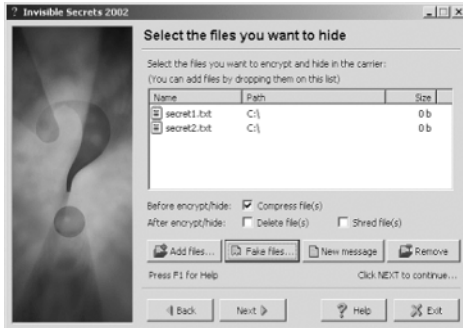 ? Invisible Secrets 2002
Select the files you want to hide
Select the files you want to encrypt and hide in the carrier:
(You can add files by dropping them on this list)
Name Path Size
secret1.txt C:\ 0 b
secret2.txt C:\ 0 b
Before encrypt/hide: Compress file(s)
After encrypt/hide: Delete file(s) Shred file(s)
Add files... Fake files... New message Remove
Press F1 for Help Click NEXT to continue...
Back Next Help Exit